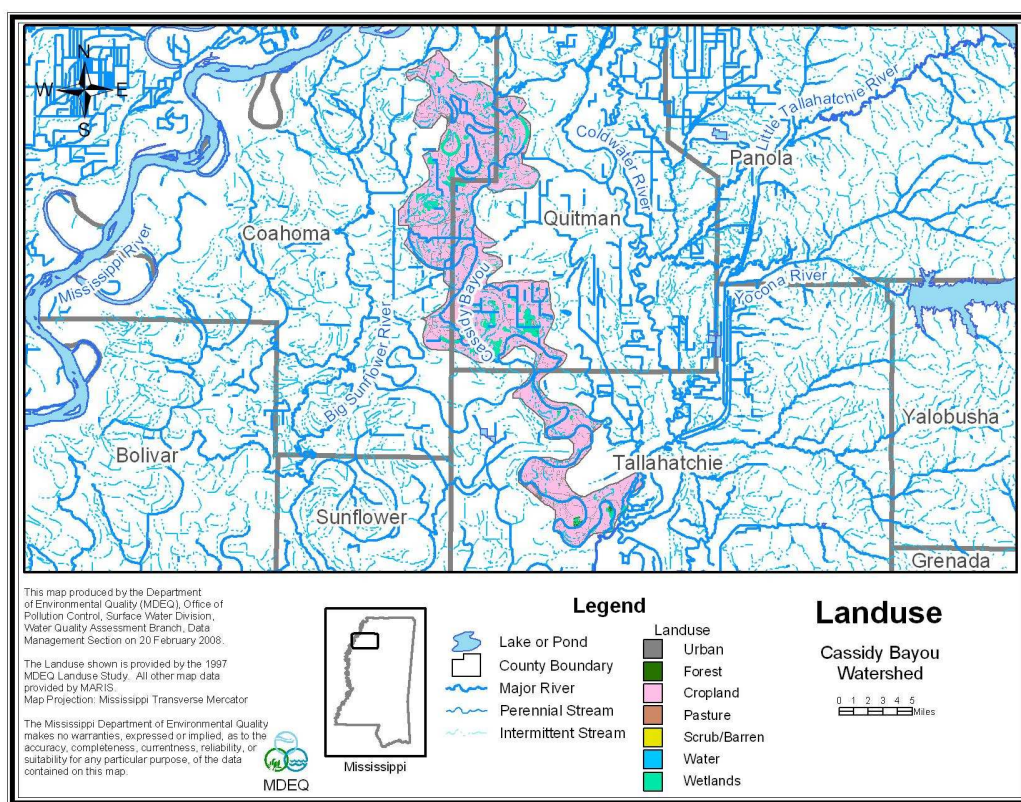 N
W E
S
Mississippi River
Coahoma
Big Sunflower River
Bolivar
Sunflower
Cassidy Bayou
Quitman
Coldwater River
Little Tallahatchie River
Panola
Yocona River
Yalobusha
Tallahatchie
Grenada
This map produced by the Department
of Environmental Quality (MDEQ), Office of
Pollution Control, Surface Water Division,
Water Quality Assessment Branch, Data
Management Section on 20 February 2008.
The Landuse shown is provided by the 1997
MDEQ Landuse Study. All other map data
provided by MARIS.
Map Projection: Mississippi Transverse Mercator
The Mississippi Department of Environmental Quality
makes no warranties, expressed or implied, as to the
accuracy, completeness, currentness, reliability, or
suitability for any particular purpose, of the data
contained on this map.
MDEQ
Mississippi
Legend
Lake or Pond
County Boundary
Major River
Perennial Stream
Intermittent Stream
Landuse
Urban
Forest
Cropland
Pasture
Scrub/Barren
Water
Wetlands
Landuse
Cassidy Bayou
Watershed
0 1 2 3 4 5
Miles